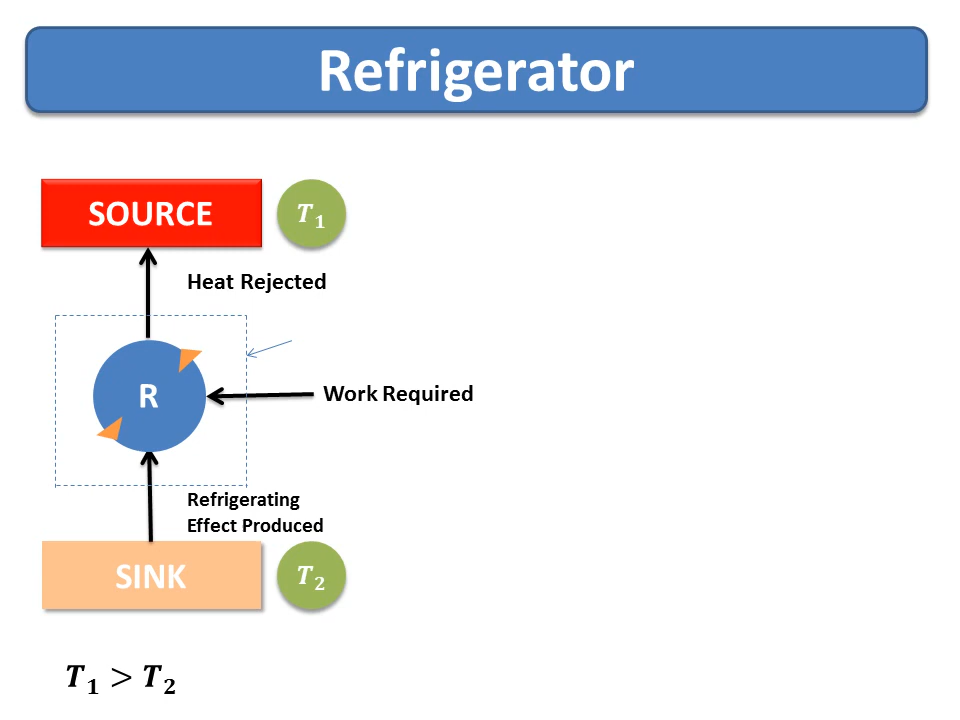 Refrigerator
SOURCE
T₁
Heat Rejected
R
Work Required
Refrigerating
Effect Produced
SINK
T₂
T₁ > T₂